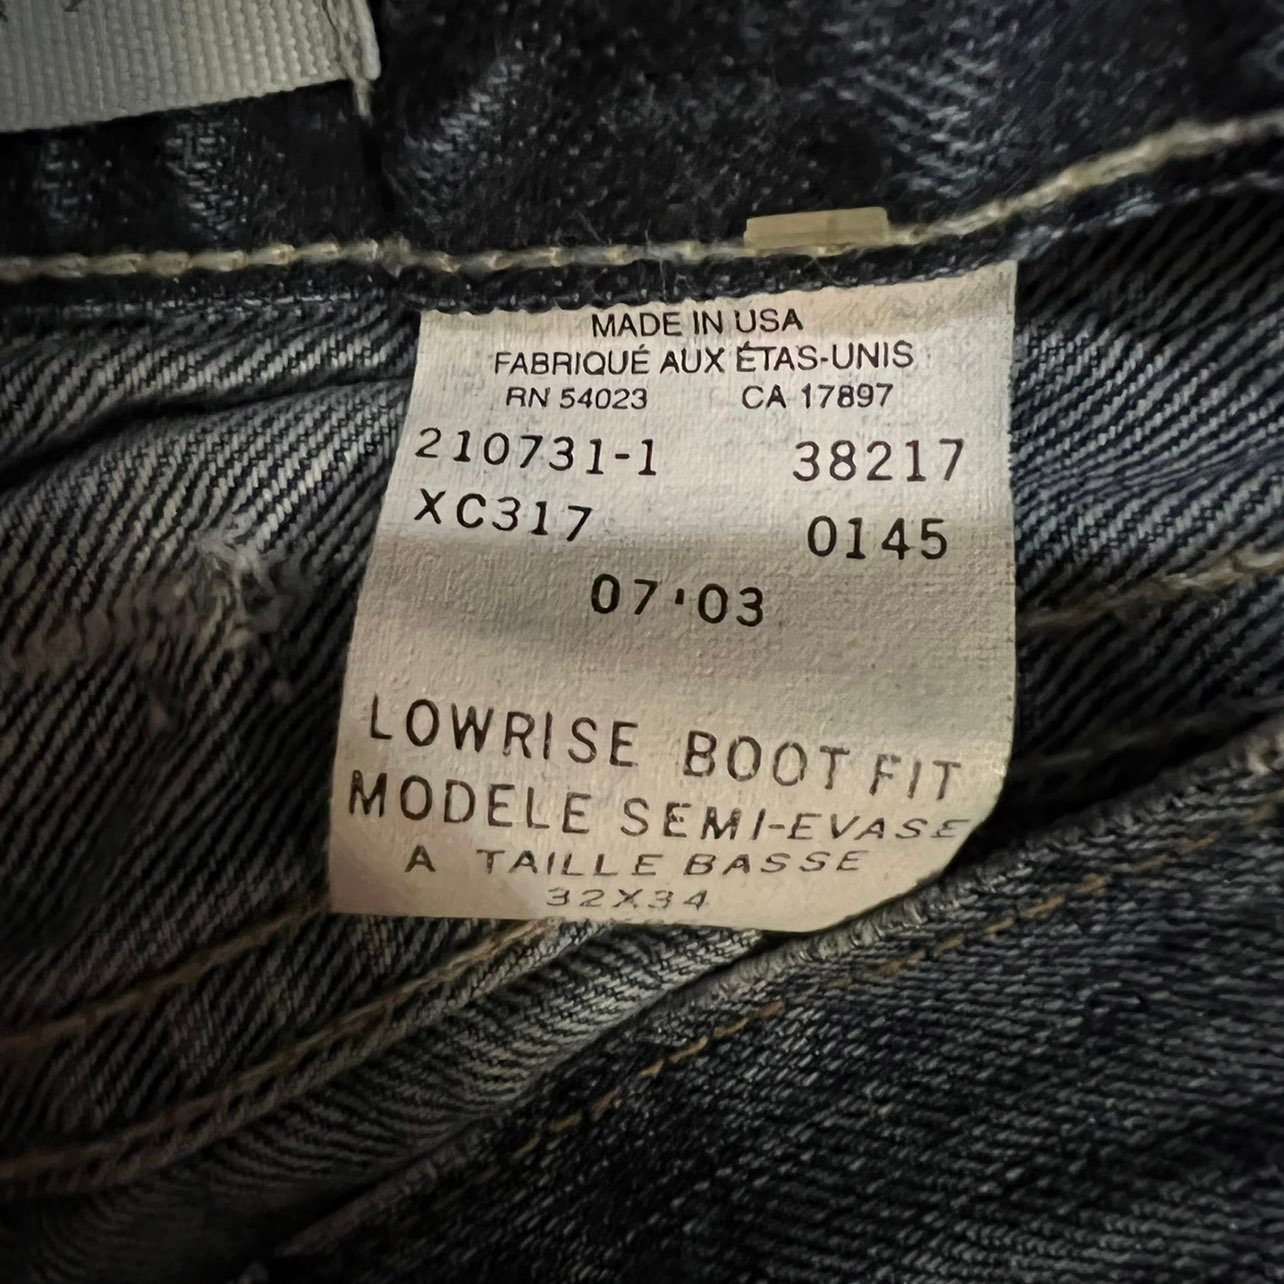 MADE IN USA
FABRIQUÉ AUX ÉTAS-UNIS
RN 54023 CA 17897
210731-1 38217
XC317 0145
07'03
LOWRISE BOOT FIT
MODELE SEMI-EVASE
A TAILLE BASSE
32X34